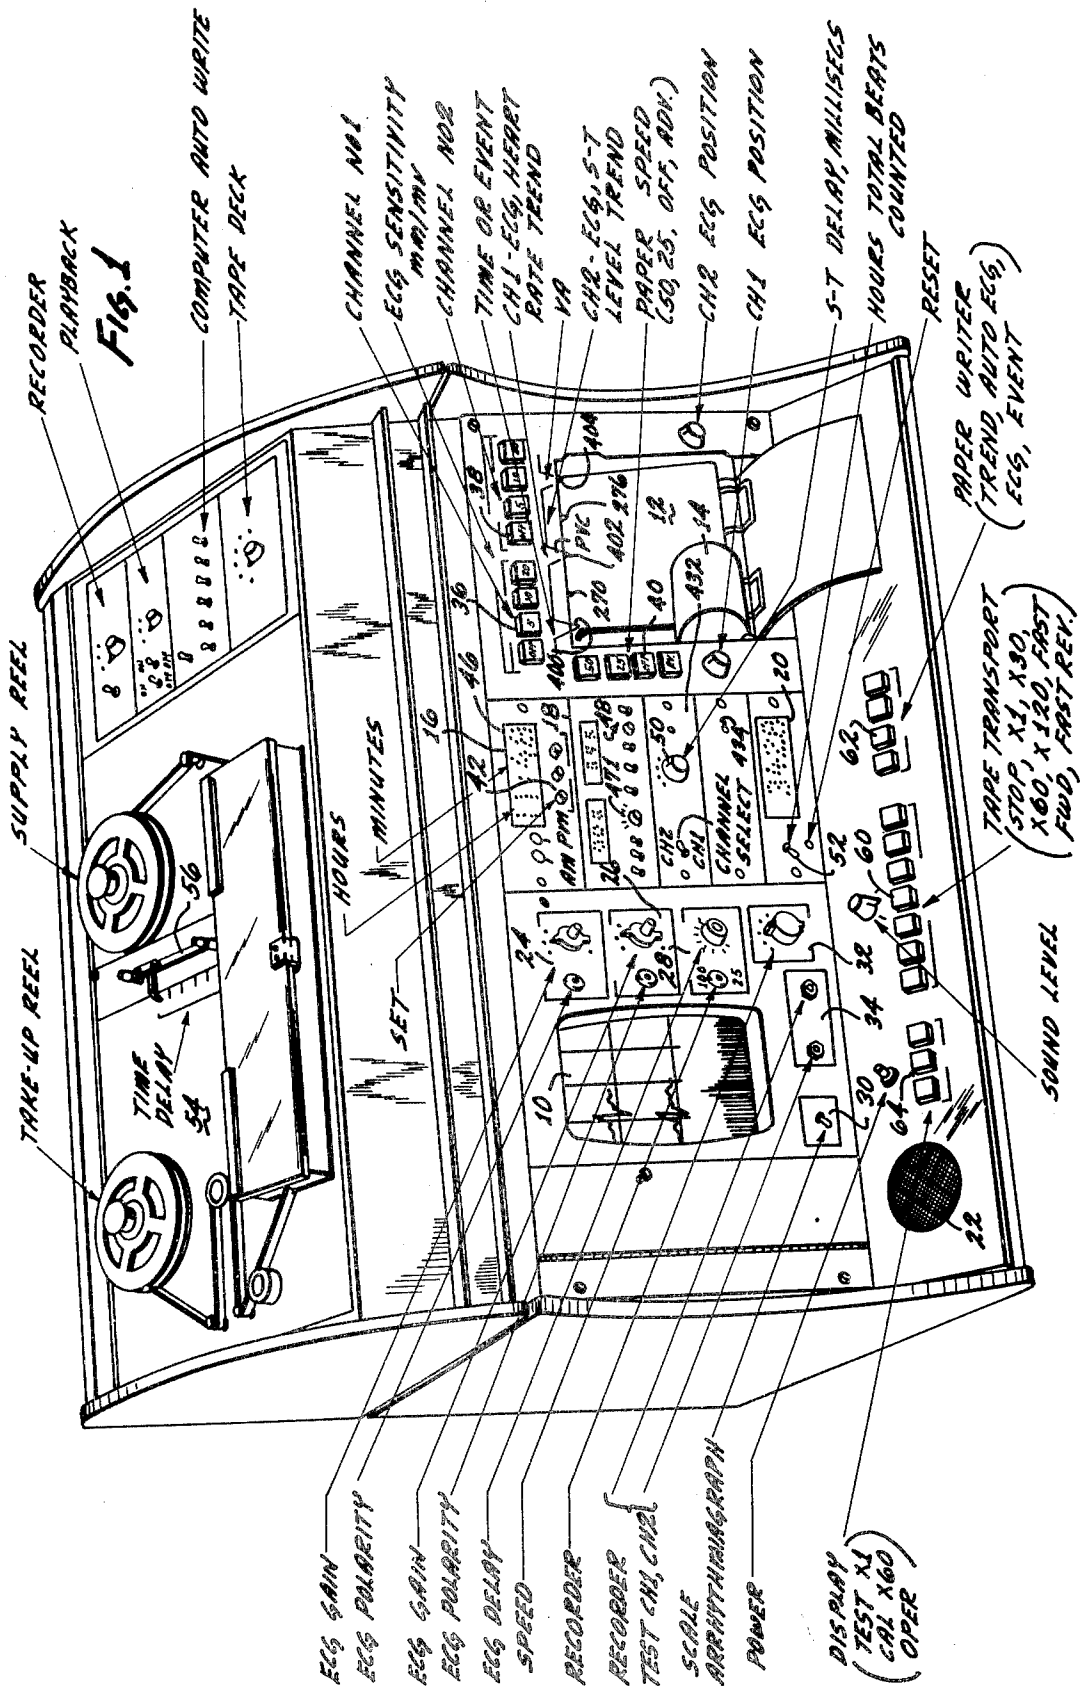 TAKE-UP REEL
SUPPLY REEL
RECORDER
PLAYBACK
FIG. 1
COMPUTER AUTO WRITE
TAPE DECK
TIME
DELAY
54
56
SET
HOURS
MINUTES
CHANNEL NO1
ECG SENSITIVITY
MM/MV
CHANNEL NO2
TIME OR EVENT
CH1-ECG, HEART
RATE TREND
VA
CH2-ECG, S-T
LEVEL TREND
PAPER SPEED
(50, 25, OFF, ADV.)
CH2 ECG POSITION
CH1 ECG POSITION
S-T DELAY, MILLISECS
HOURS TOTAL BEATS
COUNTED
RESET
PAPER WRITER
(TREND, AUTO ECG,)
ECG, EVENT
TAPE TRANSPORT
(STOP, X1, X30,
X60, X120, FAST
FWD, FAST REV.)
SOUND LEVEL
ECG GAIN
ECG POLARITY
ECG GAIN
ECG POLARITY
ECG DELAY
SPEED
RECORDER
RECORDER
TEST CH1, CH2
SCALE
ARRHYTHMIAGRAPH
POWER
DISPLAY
(TEST X1
CAL X60
OPER)
10
24
42
16
46
36
38
AM PM
18
26
471
48
CH2
CH1
50
432
CHANNEL
SELECT
434
20
52
28
100
25
32
34
30
64
60
62
22
400
270
402
PVC
276
404
12
14
40
50
25
5